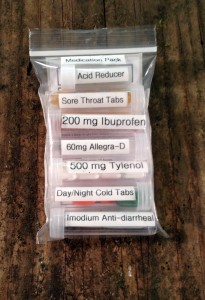 Medication Pack
Acid Reducer
Sore Throat Tabs
200 mg Ibuprofen
60mg Allegra-D
500 mg Tylenol
Day/Night Cold Tabs
Imodium Anti-diarrheal